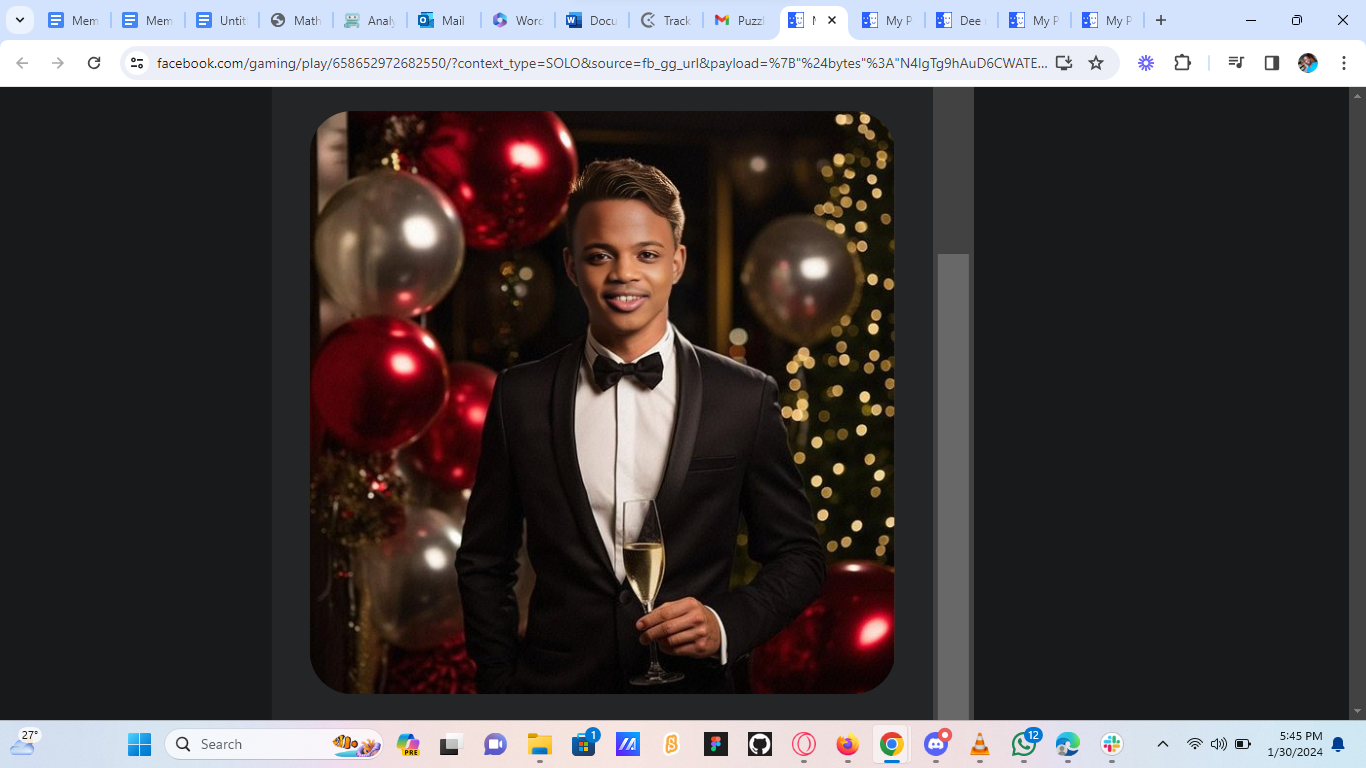 Mem
Mem
Untit
Math
Analy
Mail
Word
Docu
Track
Puzzl
My P
Dee
My P
My P
facebook.com/gaming/play/658652972682550/?context_type=SOLO&source=fb_gg_url&payload=%7B"%24bytes"%3A"N4IgTg9hAuD6CWATE...
27°
Search
PRE
1
12
5:45 PM
1/30/2024